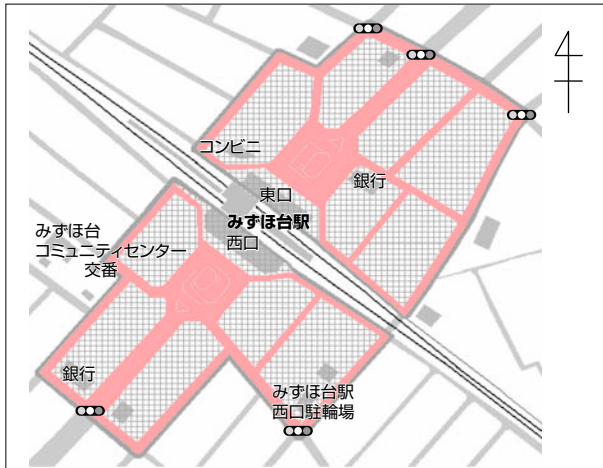 コンビニ
銀行
東口
みずほ台駅
西口
みずほ台
コミュニティセンター
交番
銀行
みずほ台駅
西口駐輪場